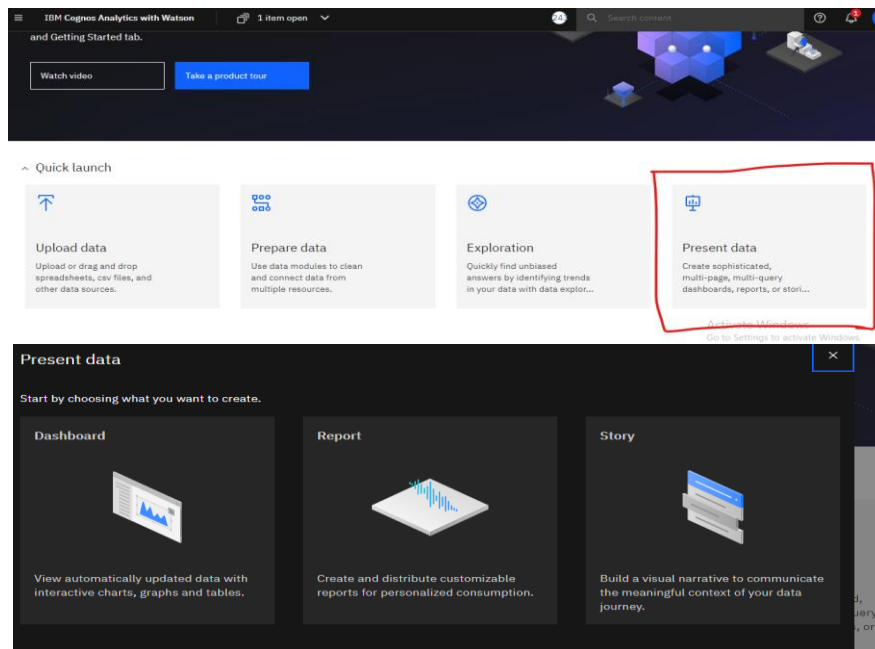 IBM Cognos Analytics with Watson
1 item open
Search content
and Getting Started tab.
Watch video
Take a product tour
Quick launch
Upload data
Upload or drag and drop
spreadsheets, csv files, and
other data sources.
Prepare data
Use data modules to clean
and connect data from
multiple resources.
Exploration
Quickly find unbiased
answers by identifying trends
in your data with data explor...
Present data
Create sophisticated,
multi-page, multi-query
dashboards, reports, or stori...
Activate Windows
Go to Settings to activate Windows.
Present data
Start by choosing what you want to create.
Dashboard
View automatically updated data with
interactive charts, graphs and tables.
Report
Create and distribute customizable
reports for personalized consumption.
Story
Build a visual narrative to communicate
the meaningful context of your data
journey.